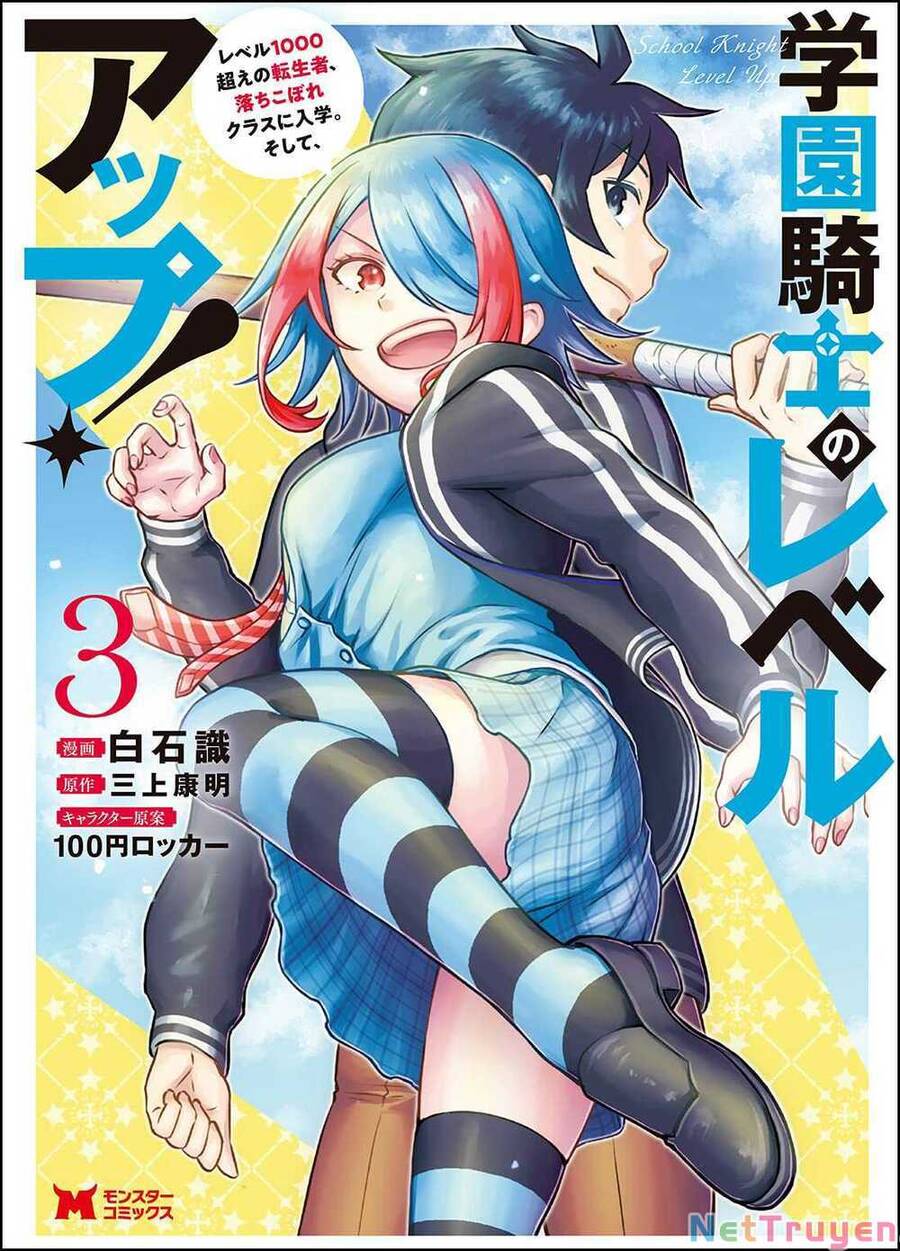 学園騎士の
レベル
アップ!
School Knight
Level Up
レベル1000
超えの転生者、
落ちこぼれ
クラスに入学。
そして、
3
漫画 白石識
原作 三上康明
キャラクター原案
100円ロッカー
M モンスター
コミックス
NetTruyen